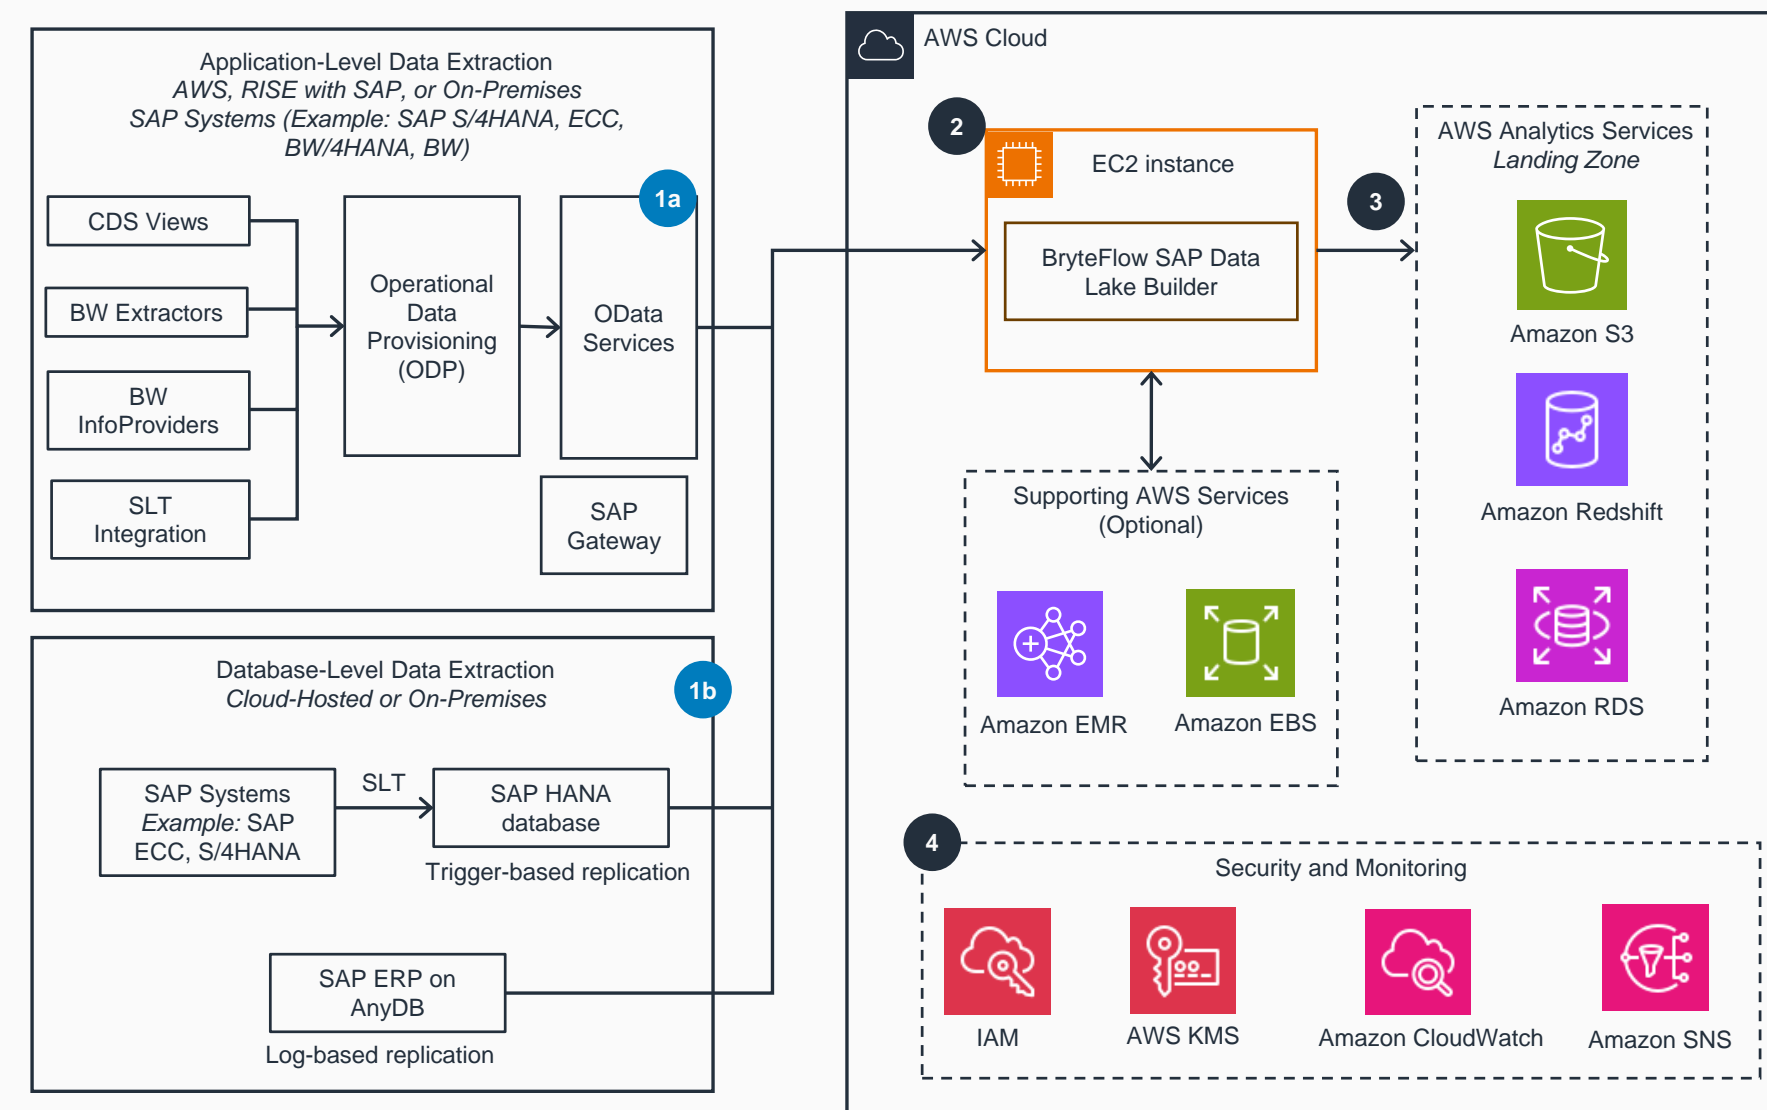 Application-Level Data Extraction
AWS, RISE with SAP, or On-Premises
SAP Systems (Example: SAP S/4HANA, ECC,
BW/4HANA, BW)
1a
CDS Views
BW Extractors
BW
InfoProviders
SLT
Integration
Operational
Data
Provisioning
(ODP)
OData
Services
SAP
Gateway
Database-Level Data Extraction
Cloud-Hosted or On-Premises
1b
SAP Systems
Example: SAP
ECC, S/4HANA
SLT
SAP HANA
database
Trigger-based replication
SAP ERP on
AnyDB
Log-based replication
AWS Cloud
2
EC2 instance
BryteFlow SAP Data
Lake Builder
3
AWS Analytics Services
Landing Zone
Amazon S3
Amazon Redshift
Amazon RDS
Supporting AWS Services
(Optional)
Amazon EMR
Amazon EBS
4
Security and Monitoring
IAM
AWS KMS
Amazon CloudWatch
Amazon SNS